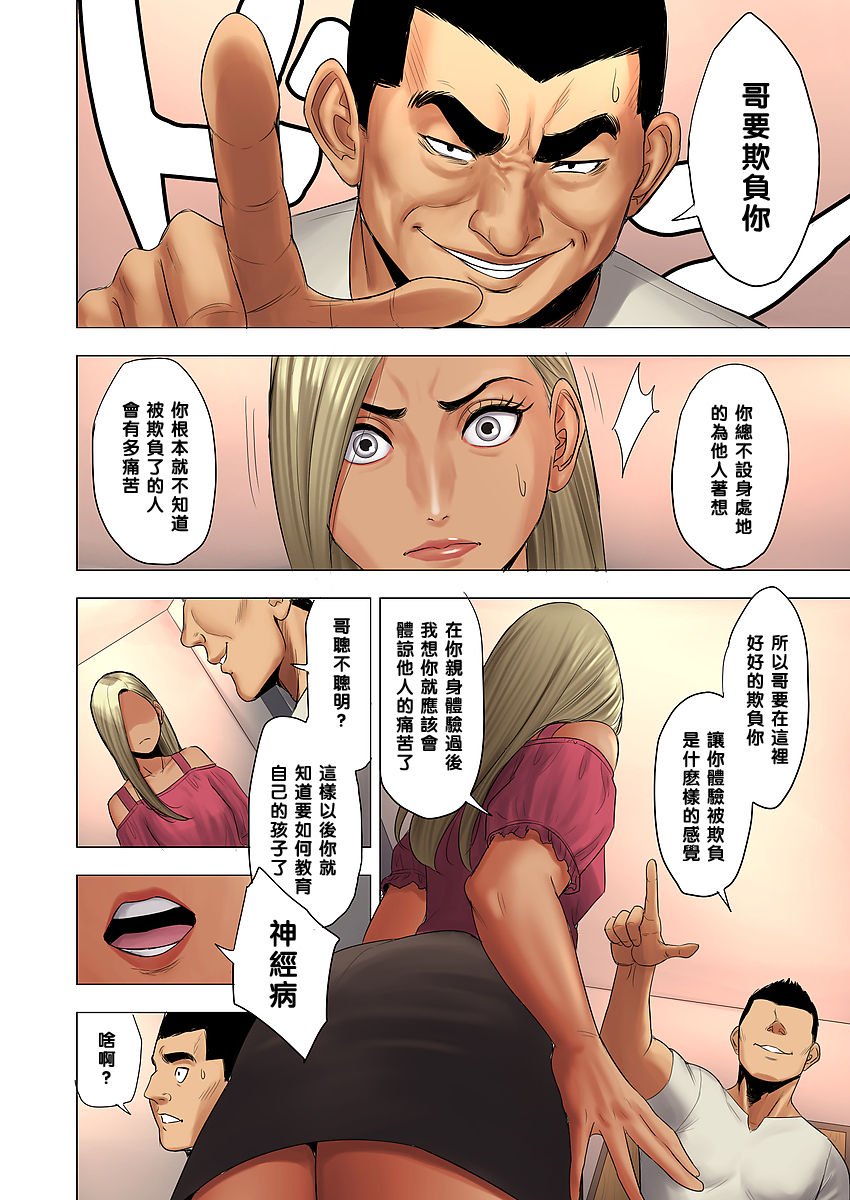 哥要欺負你
你總不設身處地
的為他人著想
你根本就不知道
被欺負了的人
會有多痛苦
所以哥要在這裡
好好的欺負你
讓你體驗被欺負
是什麽樣的感覺
在你親身體驗過後
我想你就應該會
體諒他人的痛苦了
哥聰不聰明?
這樣以後你就
知道要如何教育
自己的孩子了
神經病
啥啊?